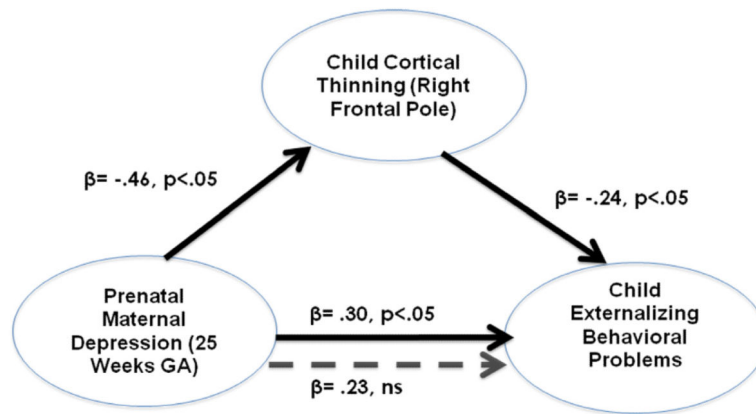 Child Cortical
Thinning (Right
Frontal Pole)
β= -.46, p<.05
β= -.24, p<.05
Prenatal
Maternal
Depression (25
Weeks GA)
β= .30, p<.05
β= .23, ns
Child
Externalizing
Behavioral
Problems